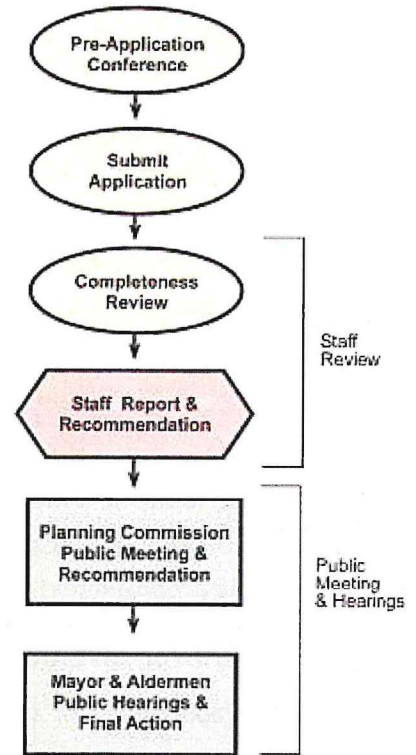 Pre-Application
Conference
Submit
Application
Completeness
Review
Staff
Review
Staff Report &
Recommendation
Planning Commission
Public Meeting &
Recommendation
Public
Meeting
& Hearings
Mayor & Aldermen
Public Hearings &
Final Action